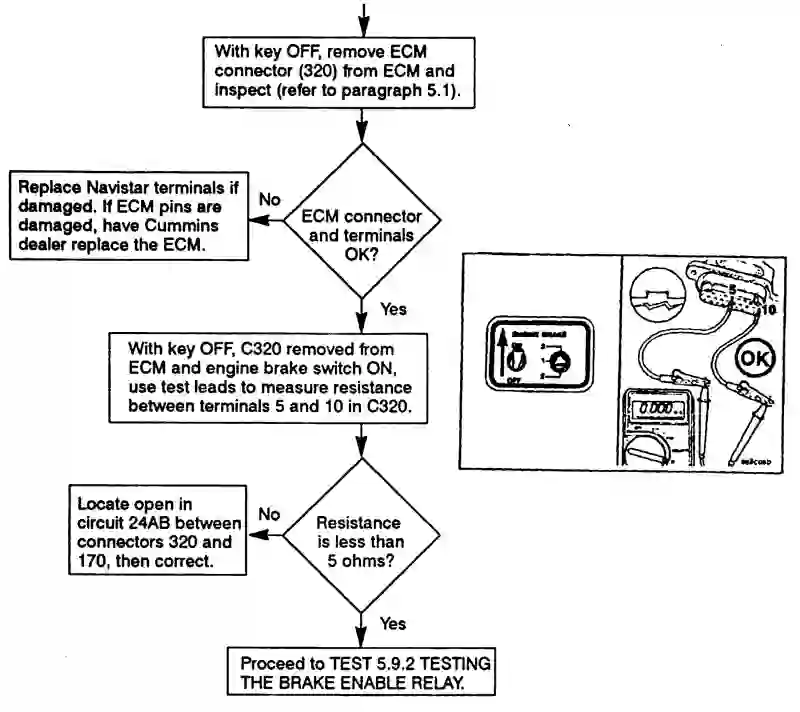 With key OFF, remove ECM
connector (320) from ECM and
inspect (refer to paragraph 5.1).
Replace Navistar terminals if
damaged. If ECM pins are
damaged, have Cummins
dealer replace the ECM.
No
ECM connector
and terminals
OK?
Yes
With key OFF, C320 removed from
ECM and engine brake switch ON,
use test leads to measure resistance
between terminals 5 and 10 in C320.
5
10
BRAKE
ON
OFF
3
1
2
OK
0.000
Locate open in
circuit 24AB between
connectors 320 and
170, then correct.
No
Resistance
is less than
5 ohms?
Yes
Proceed to TEST 5.9.2 TESTING
THE BRAKE ENABLE RELAY.